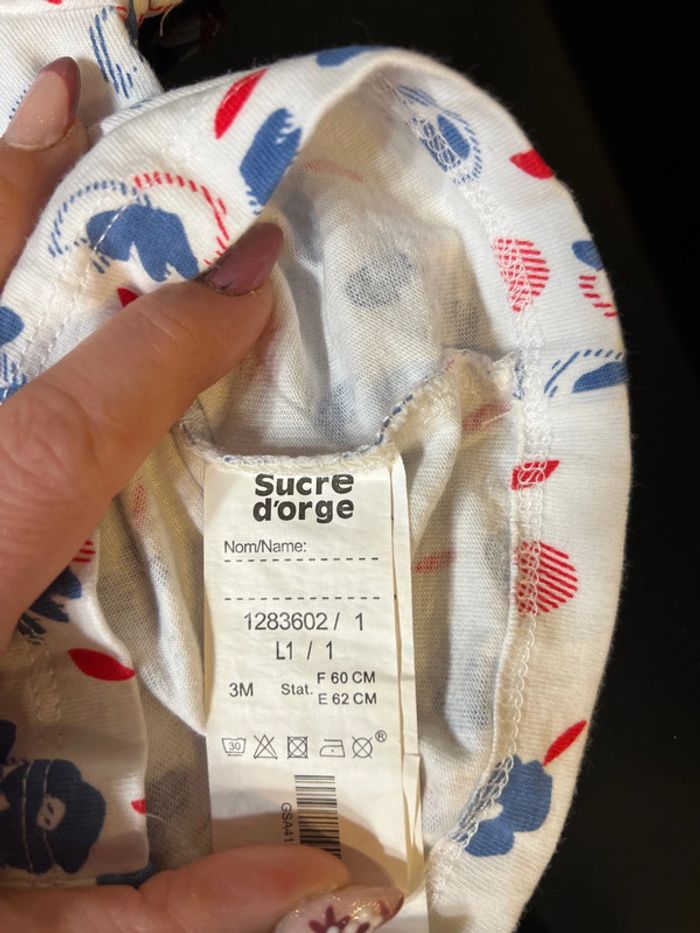 Sucre
d'orge
Nom/Name:
1283602 / 1
L1 / 1
3M Stat. F 60 CM
E 62 CM
30 ®
GSA41